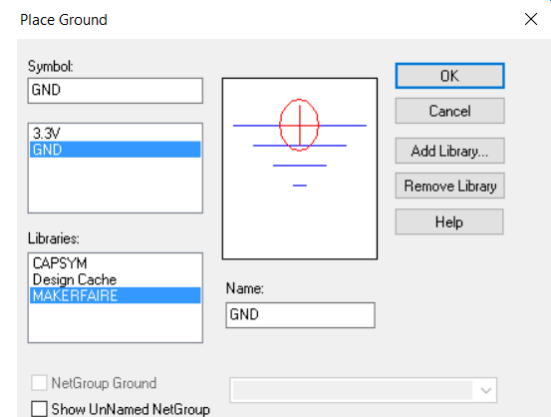 Place Ground
Symbol:
GND
3.3V
GND
Libraries:
CAPSYM
Design Cache
MAKERFAIRE
OK
Cancel
Add Library...
Remove Library
Help
Name:
GND
NetGroup Ground
Show UnNamed NetGroup